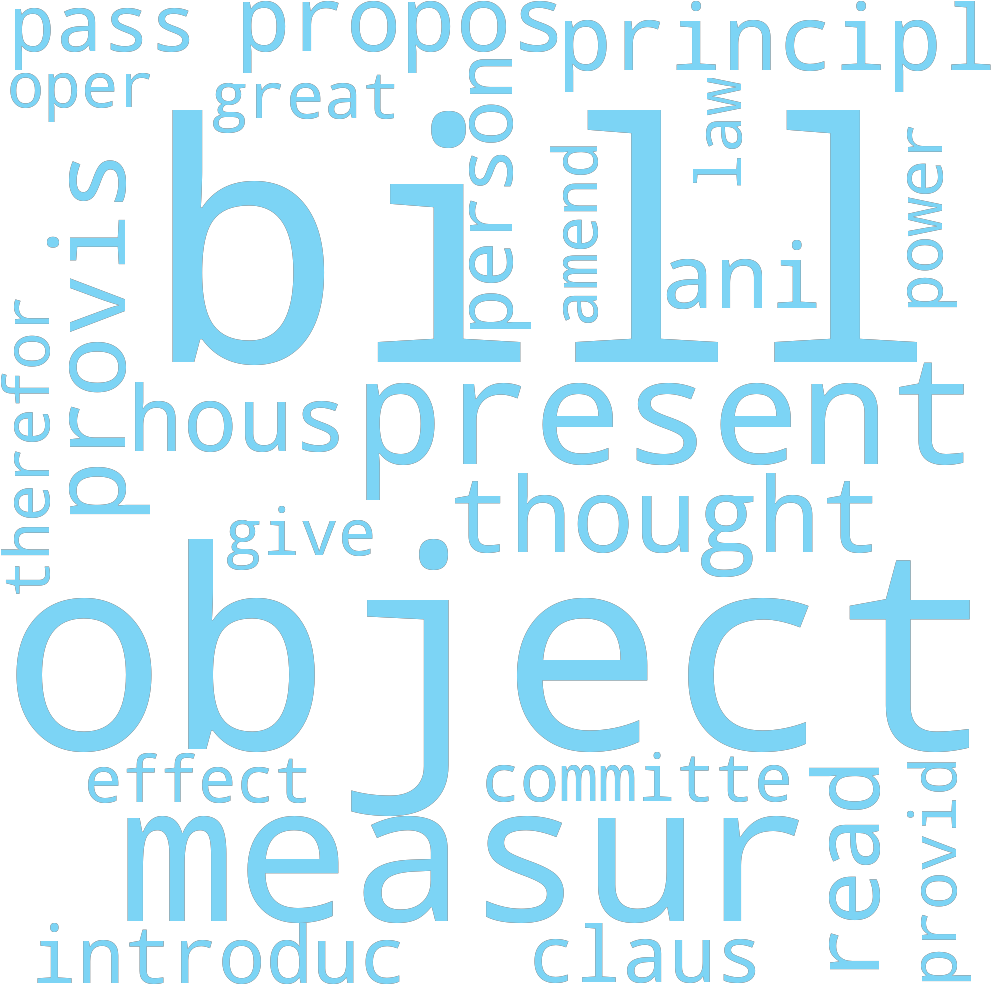 pass
propos
principl
oper
great
person
law
bill
amend
ani
power
provis
therefor
hous
present
thought
give
object
effect
committe
measur
read
provid
introduc
claus